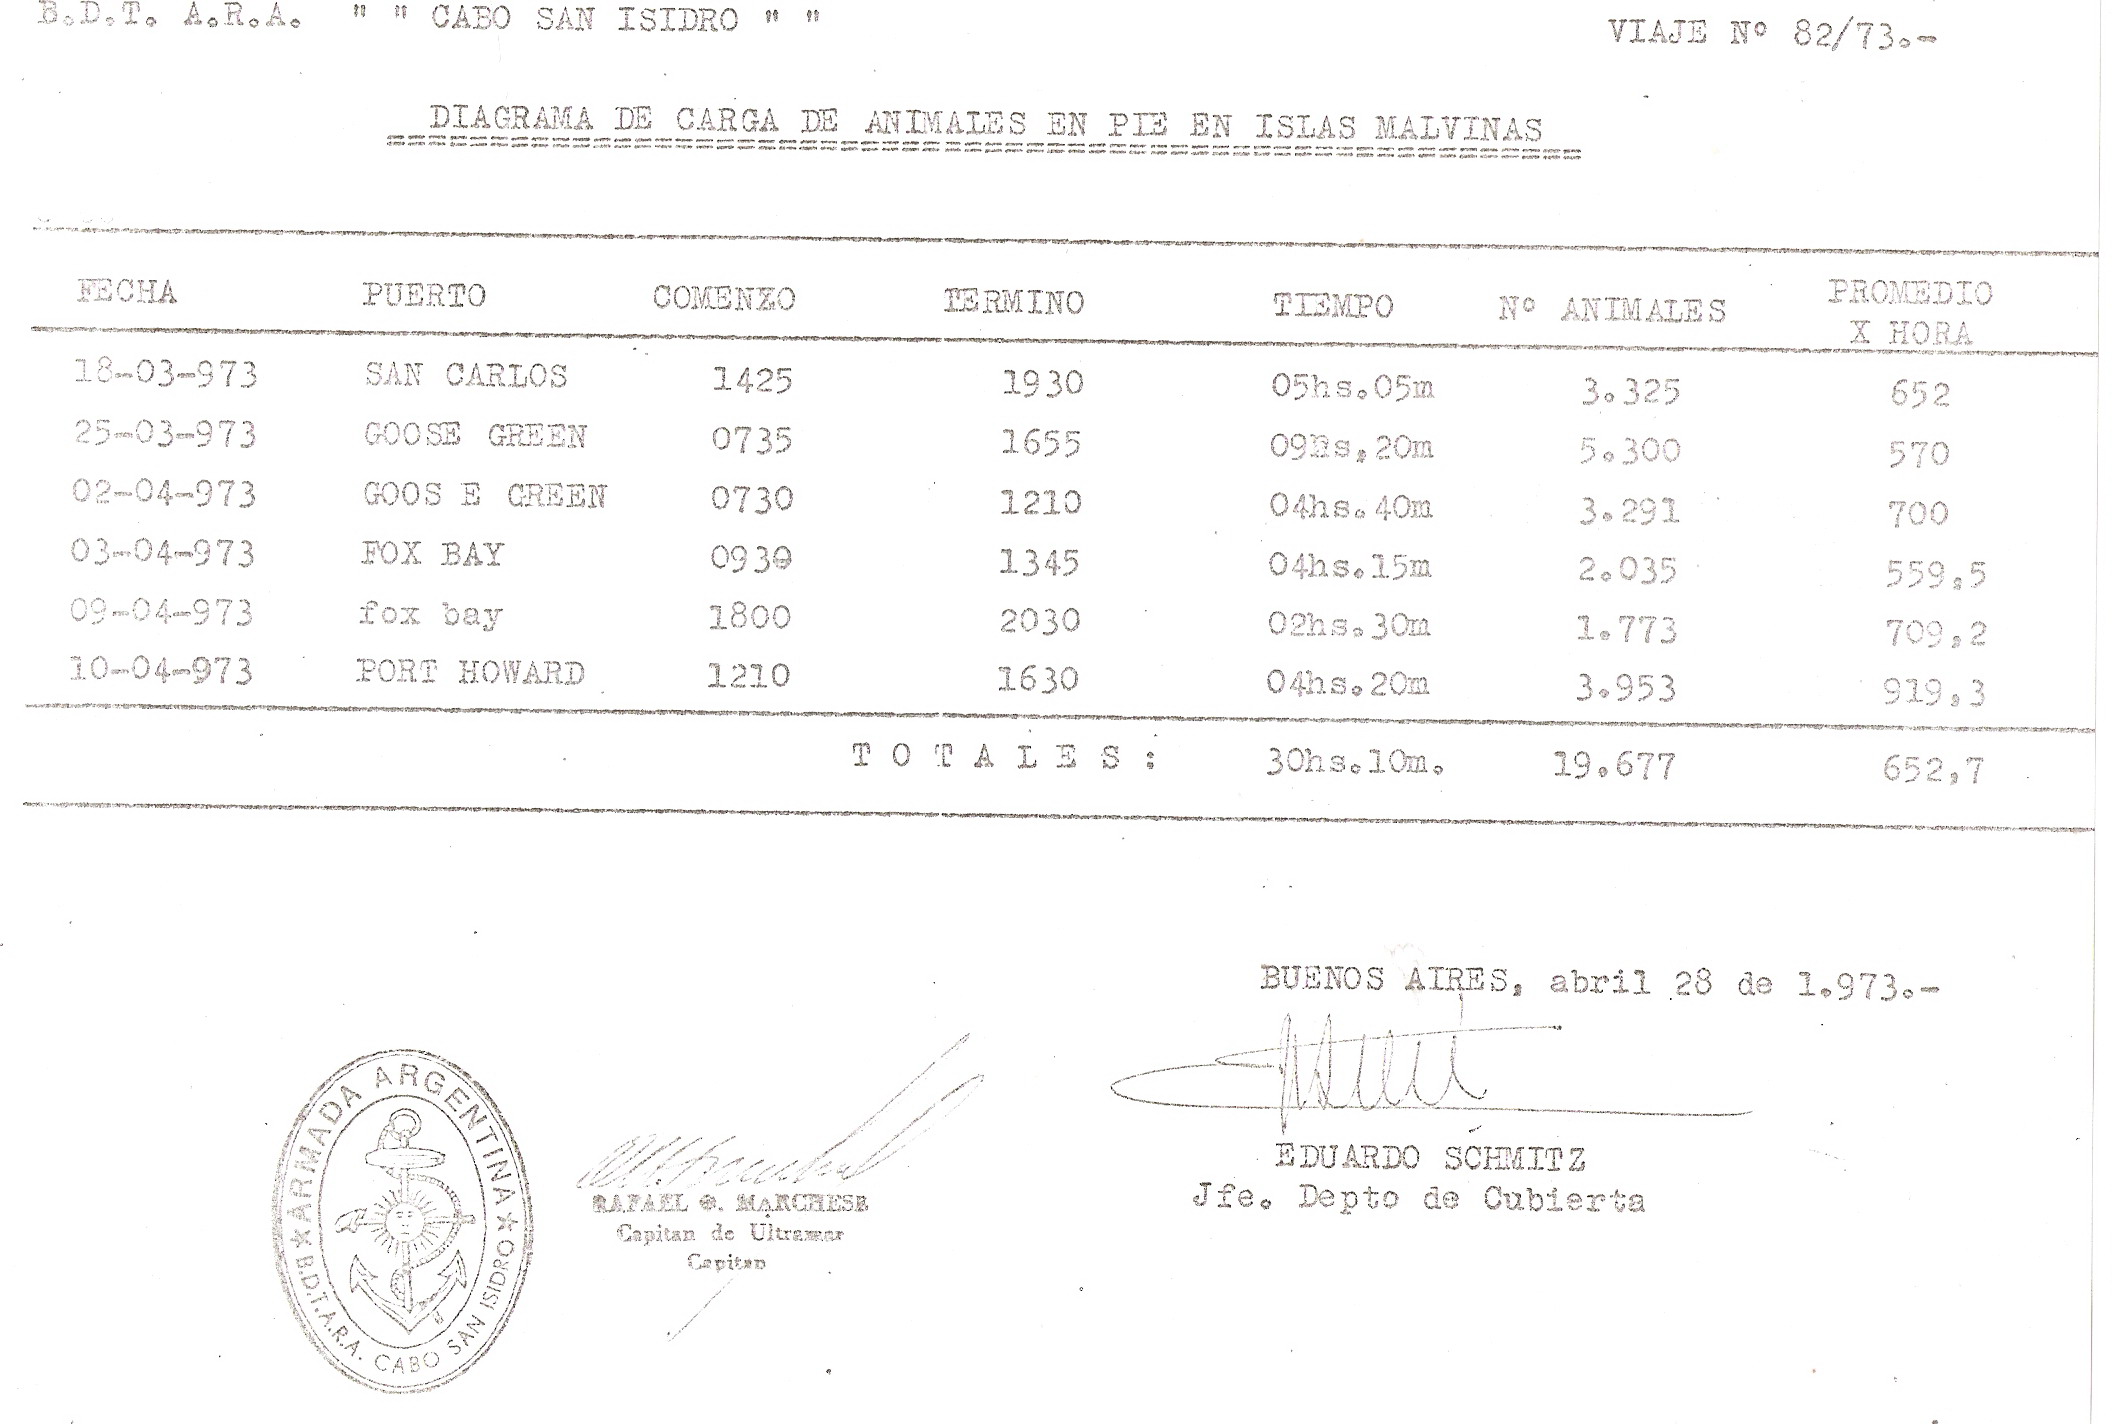 B.D.T. A.R.A. " " CABO SAN ISIDRO " "
VIAJE Nº 82/73.-
DIAGRAMA DE CARGA DE ANIMALES EN PIE EN ISLAS MALVINAS
FECHA PUERTO COMENZO TERMINO TIEMPO Nº ANIMALES PROMEDIO
X HORA
18-03-973 SAN CARLOS 1425 1930 05hs.05m 3.325 652
25-03-973 GOOSE GREEN 0735 1655 09hs.20m 5.300 570
02-04-973 GOOS E GREEN 0730 1210 04hs.40m 3.291 700
03-04-973 FOX BAY 0930 1345 04hs.15m 2.035 559,5
09-04-973 fox bay 1800 2030 02hs.30m 1.773 709,2
10-04-973 PORT HOWARD 1210 1630 04hs.20m 3.953 919,3
T O T A L E S : 30hs.10m. 19.677 652,7
BUENOS AIRES, abril 28 de 1.973.-
EDUARDO SCHMITZ
Jfe. Depto de Cubierta
RAFAEL MARCHESE
Capitan de Ultramar
Capitan
ARMADA ARGENTINA
B.D.T.A.R.A. CABO SAN ISIDRO